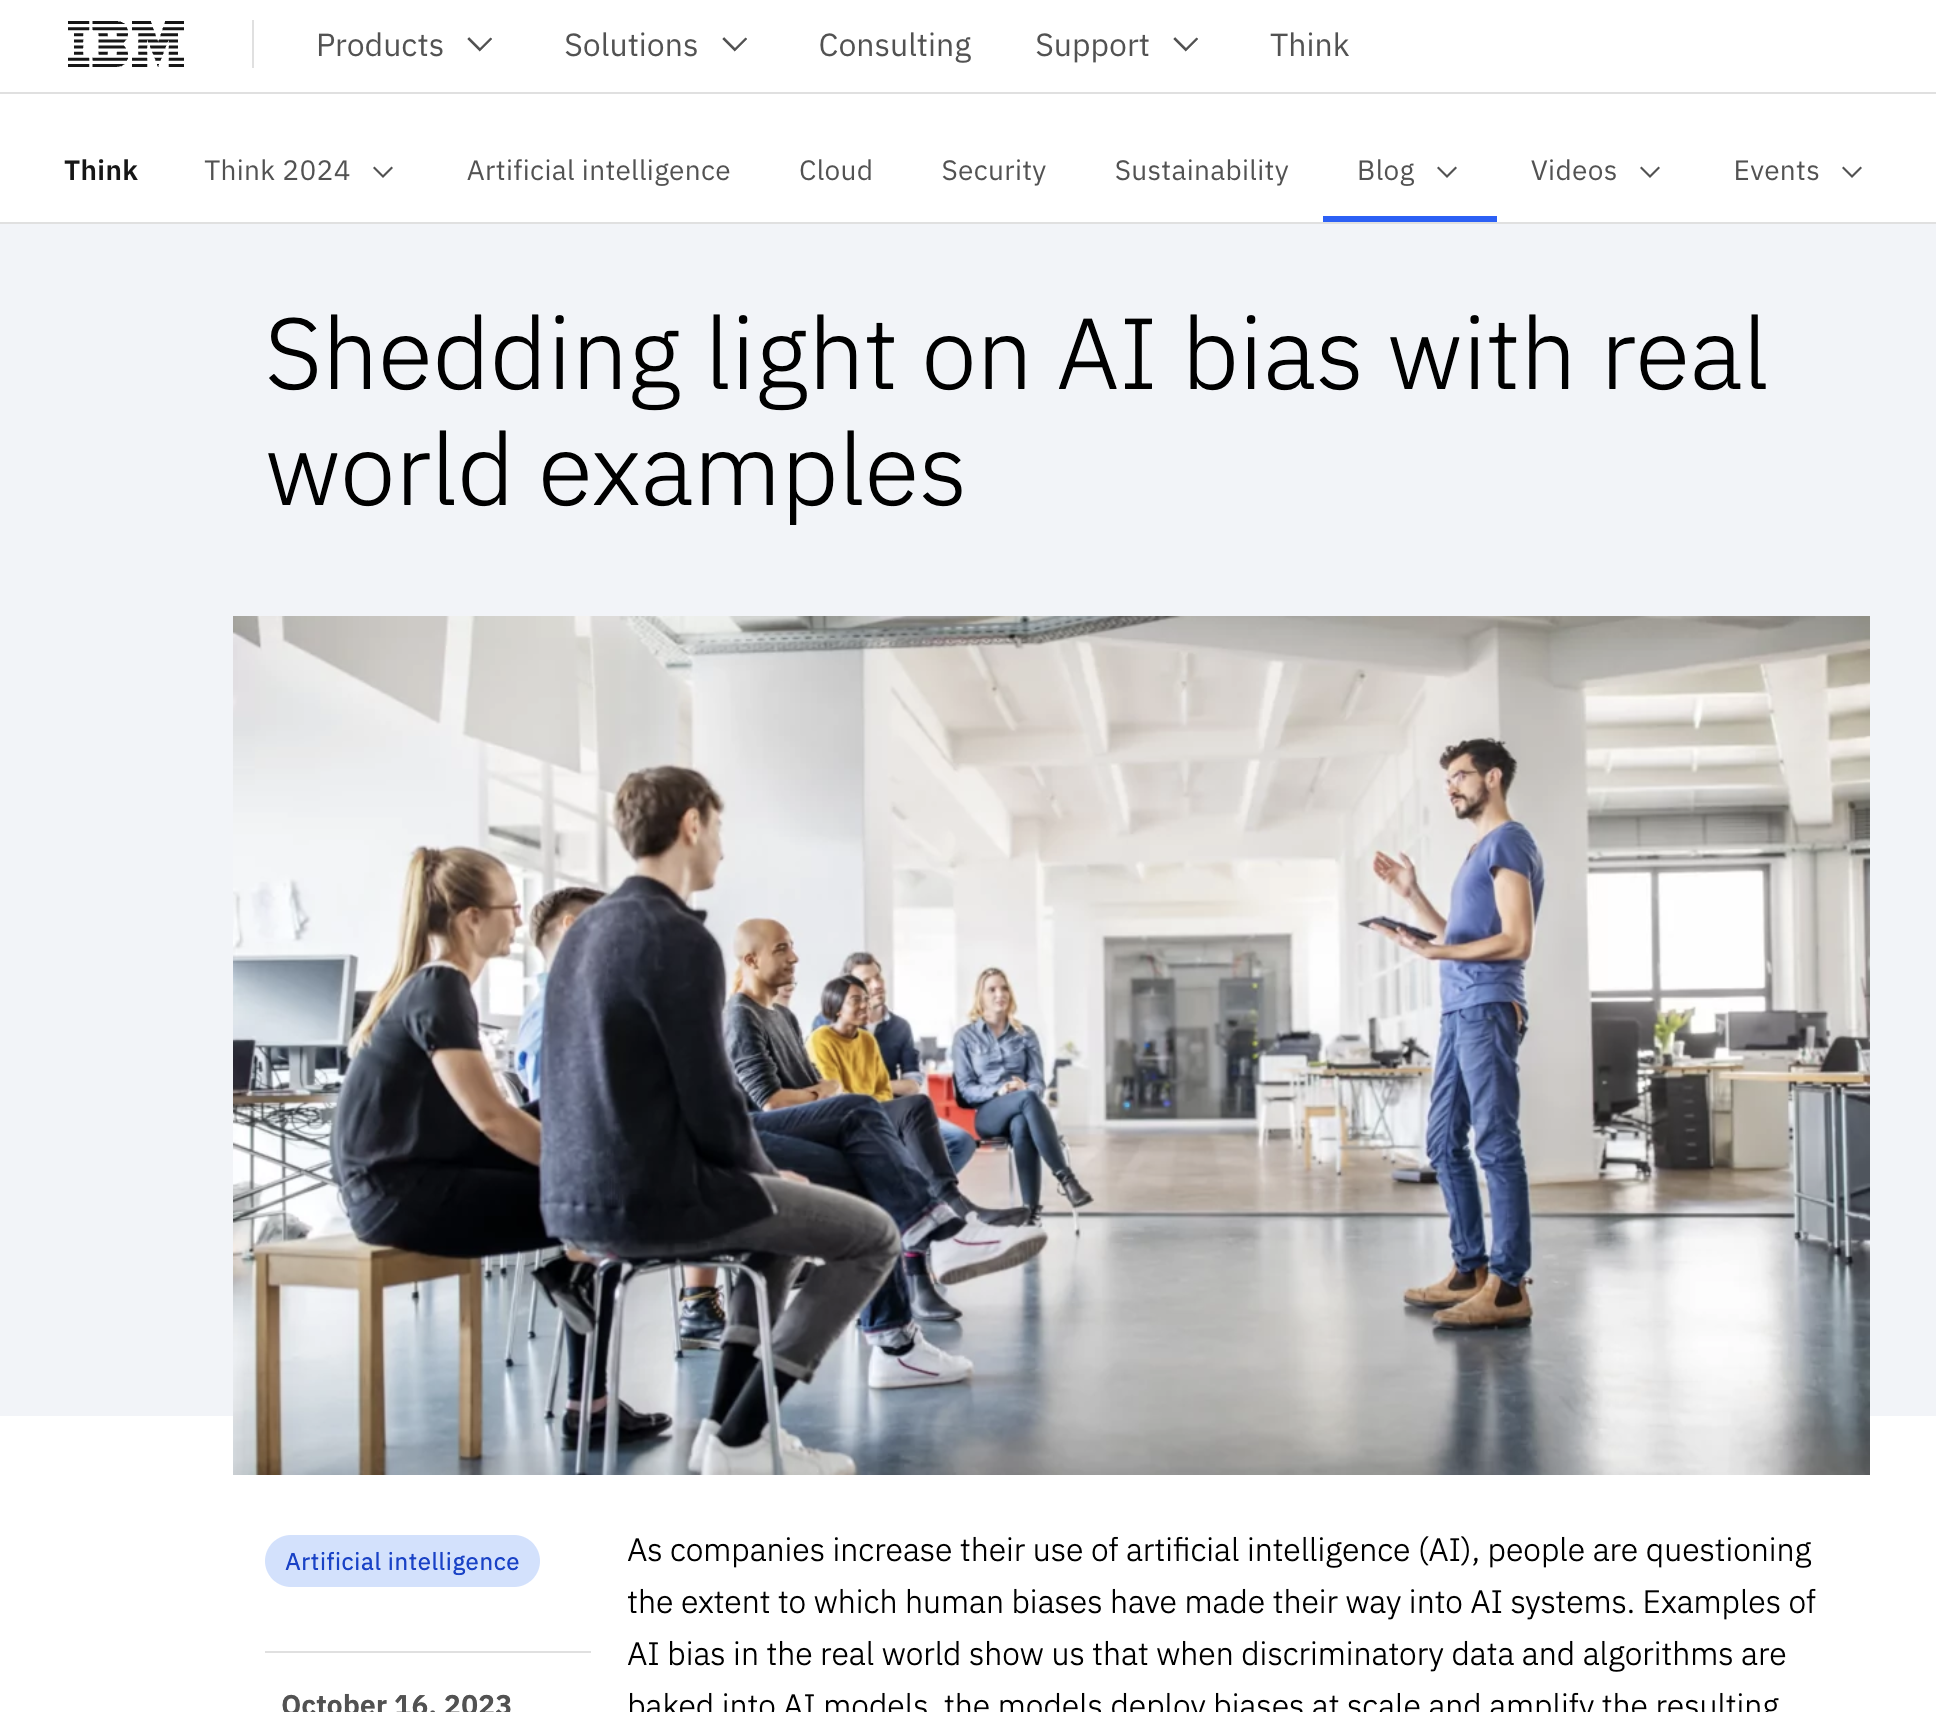 IBM
Products
Solutions
Consulting
Support
Think
Think
Think 2024
Artificial intelligence
Cloud
Security
Sustainability
Blog
Videos
Events
Shedding light on AI bias with real
world examples
Artificial intelligence
October 16, 2023
As companies increase their use of artificial intelligence (AI), people are questioning
the extent to which human biases have made their way into AI systems. Examples of
AI bias in the real world show us that when discriminatory data and algorithms are
baked into AI models, the models deploy biases at scale and amplify the resulting